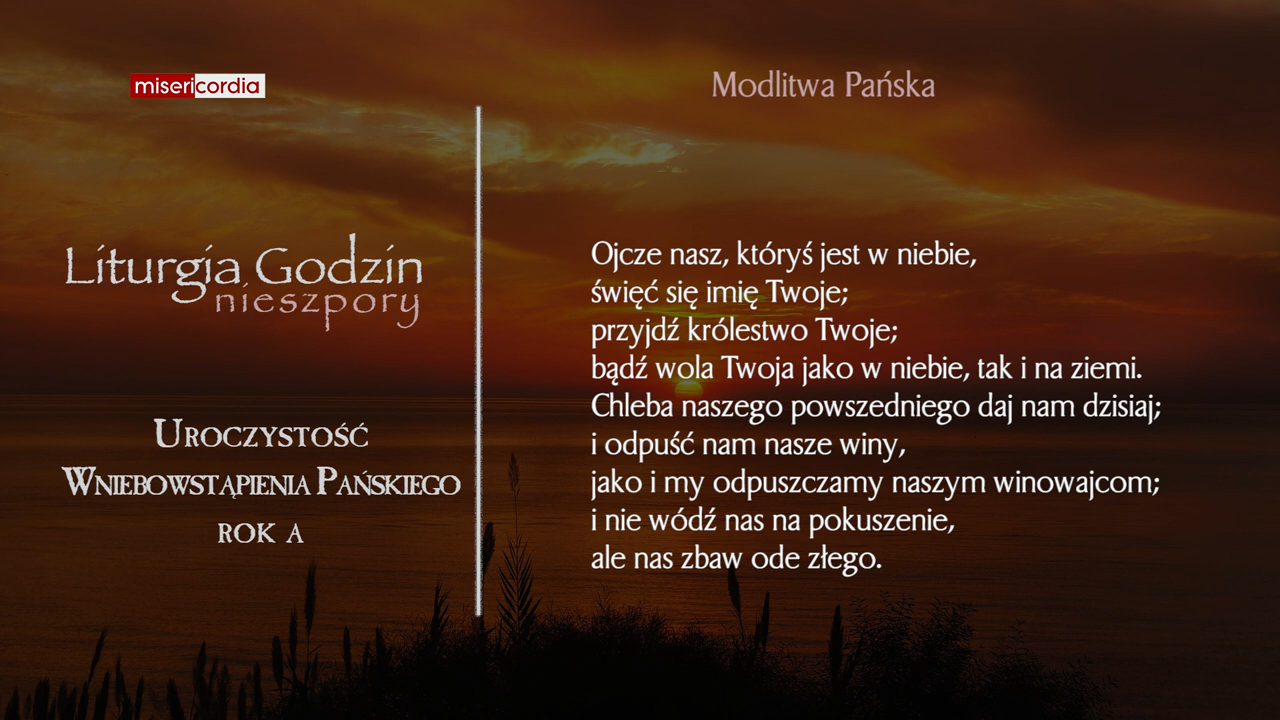 misericordia
Liturgia Godzin
nieszpory
Uroczystość
Wniebowstąpienia Pańskiego
rok A
Modlitwa Pańska
Ojcze nasz, któryś jest w niebie,
święć się imię Twoje;
przyjdź królestwo Twoje;
bądź wola Twoja jako w niebie, tak i na ziemi.
Chleba naszego powszedniego daj nam dzisiaj;
i odpuść nam nasze winy,
jako i my odpuszczamy naszym winowajcom;
i nie wódź nas na pokuszenie,
ale nas zbaw ode złego.